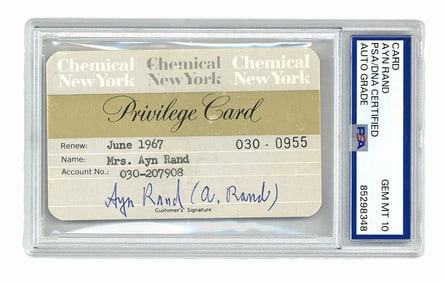 Chemical Chemical Chemical
New York New York New York
Privilege Card
Renew: June 1967 030 - 0955
Name: Mrs. Ayn Rand
Account No.: 030-207908
Ayn Rand (A. Rand)
Customer's Signature
CARD
AYN RAND
PSA/DNA CERTIFIED
AUTO GRADE
PSA
GEM MT 10
85298348